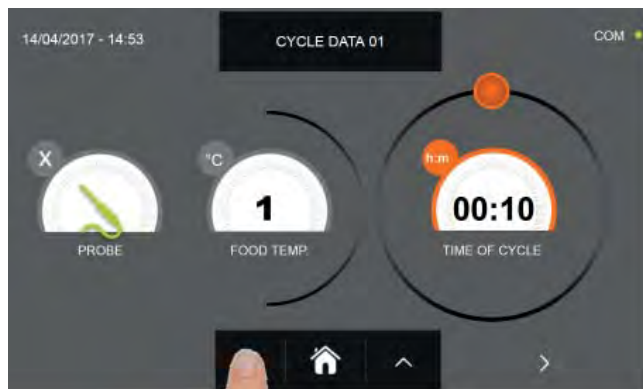 14/04/2017 - 14:53
CYCLE DATA 01
COM
X
°C
h:m
1
00:10
PROBE
FOOD TEMP.
TIME OF CYCLE